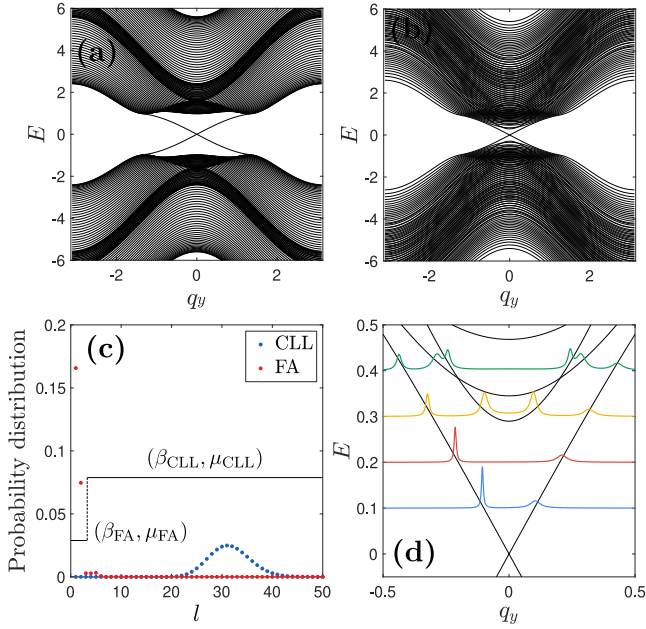 6
4
2
0
-2
-4
-6
E
(a)
-2
0
2
q_y
6
4
2
0
-2
-4
-6
E
(b)
-2
0
2
q_y
0.2
0.15
0.1
0.05
0
Probability distribution
(c)
CLL
FA
(β_CLL, μ_CLL)
(β_FA, μ_FA)
0
10
20
30
40
50
l
0.5
0.4
0.3
0.2
0.1
0
E
(d)
-0.5
0
0.5
q_y